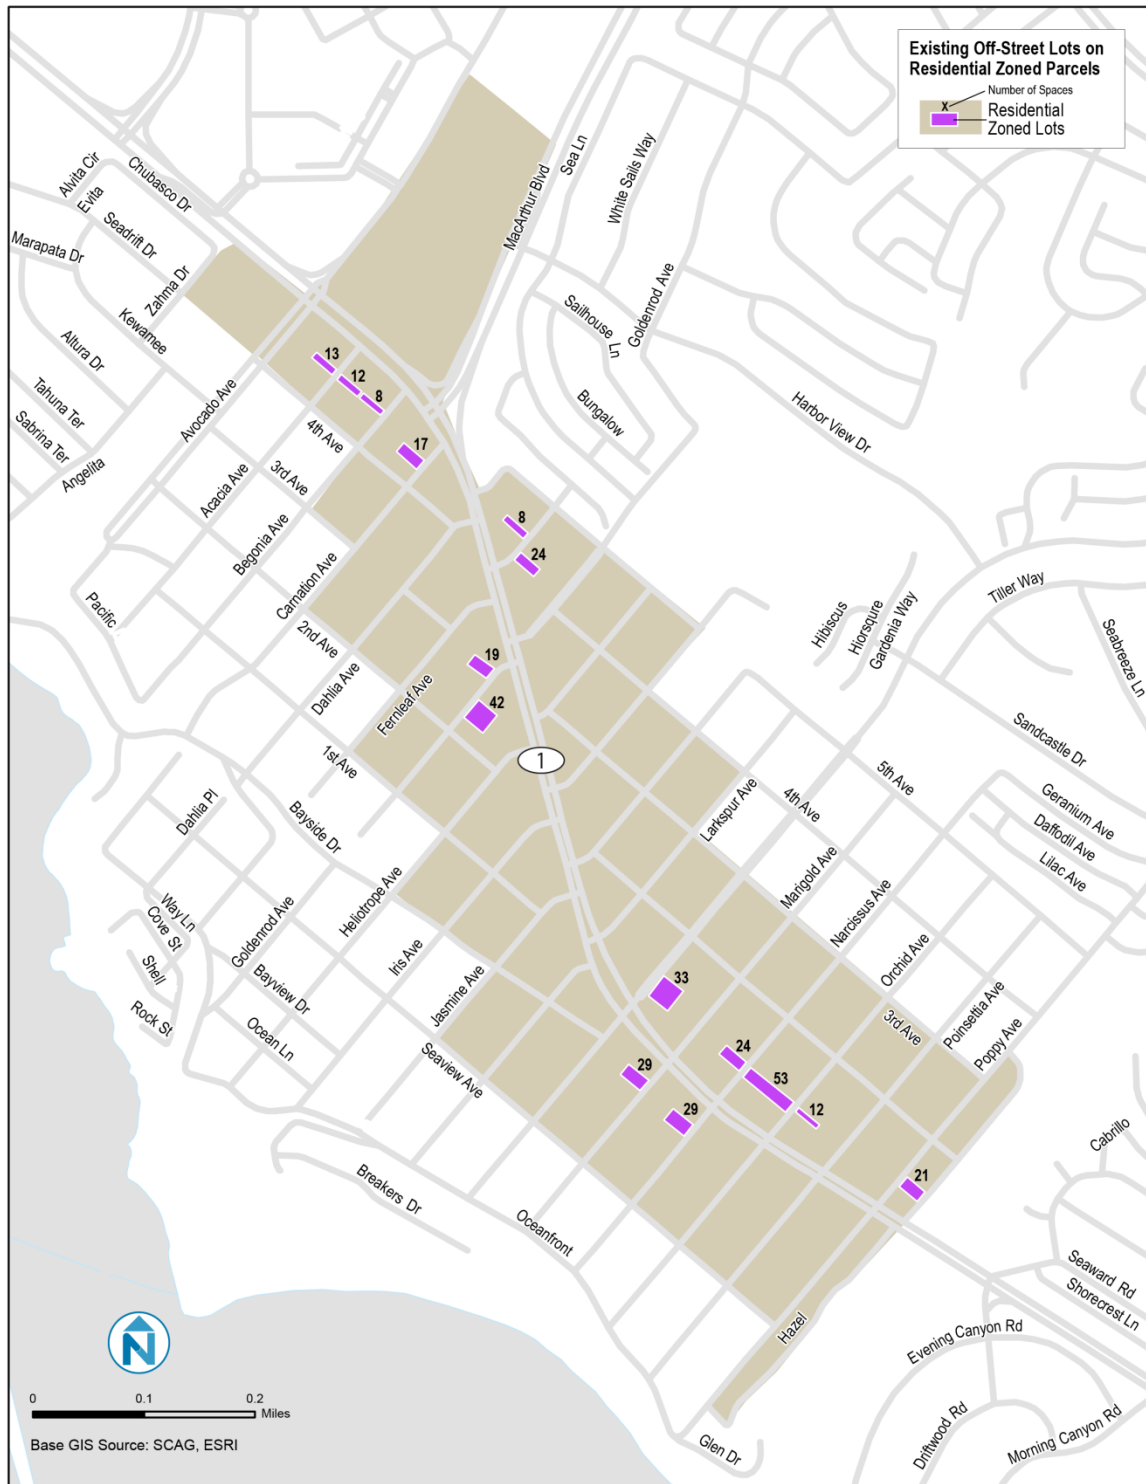 Existing Off-Street Lots on
Residential Zoned Parcels
X
Number of Spaces
Residential
Zoned Lots
Alvita Cir
Evita
Chubasco Dr
Seadrift Dr
Marapata Dr
Zahma Dr
Kewamee
Altura Dr
Tahuna Ter
Sabrina Ter
Angelita
Avocado Ave
MacArthur Blvd
Sea Ln
White Sails Way
Goldenrod Ave
Sailhouse Ln
Bungalow
Harbor View Dr
13
12
8
17
4th Ave
3rd Ave
Acacia Ave
Begonia Ave
Carnation Ave
8
24
Pacific
2nd Ave
Dahlia Ave
Fernleaf Ave
19
42
1
1st Ave
Hibiscus
Hiorsqure
Gardenia Way
Tiller Way
Seabreeze Ln
Sandcastle Dr
5th Ave
4th Ave
Geranium Ave
Daffodil Ave
Lilac Ave
Larkspur Ave
Marigold Ave
Narcissus Ave
Orchid Ave
Poinsettia Ave
Poppy Ave
3rd Ave
Dahlia Pl
Bayside Dr
Way Ln
Cove St
Shell
Rock St
Goldenrod Ave
Bayview Dr
Ocean Ln
Heliotrope Ave
Iris Ave
Jasmine Ave
Seaview Ave
33
24
53
12
29
29
21
Breakers Dr
Oceanfront
Hazel
Glen Dr
Cabrillo
Seaward Rd
Shorecrest Ln
Evening Canyon Rd
Driftwood Rd
Morning Canyon Rd
N
0
0.1
0.2
Miles
Base GIS Source: SCAG, ESRI